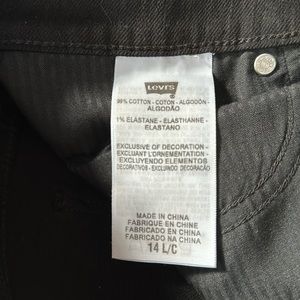 Levi's
®
99% COTTON - COTON - ALGODÓN -
ALGODÃO
1% ELASTANE - ELASTHANNE -
ELASTANO
EXCLUSIVE OF DECORATION -
EXCLUANT L'ORNEMENTATION -
EXCLUYENDO ELEMENTOS
DECORATIVOS - EXCLUINDO DECORAÇÃO
MADE IN CHINA
FABRIQUE EN CHINE
FABRICADO EN CHINA
FABRICADO NA CHINA
14 L/C